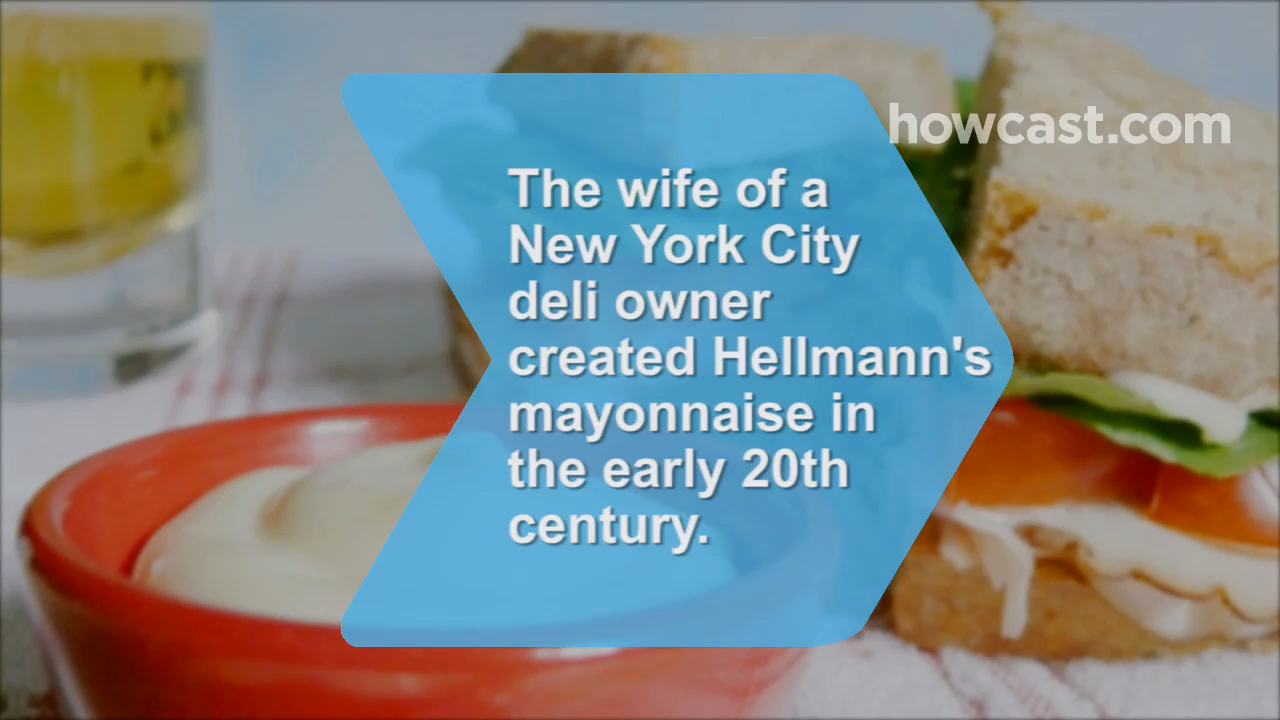 howcast.com
The wife of a
New York City
deli owner
created Hellmann's
mayonnaise in
the early 20th
century.